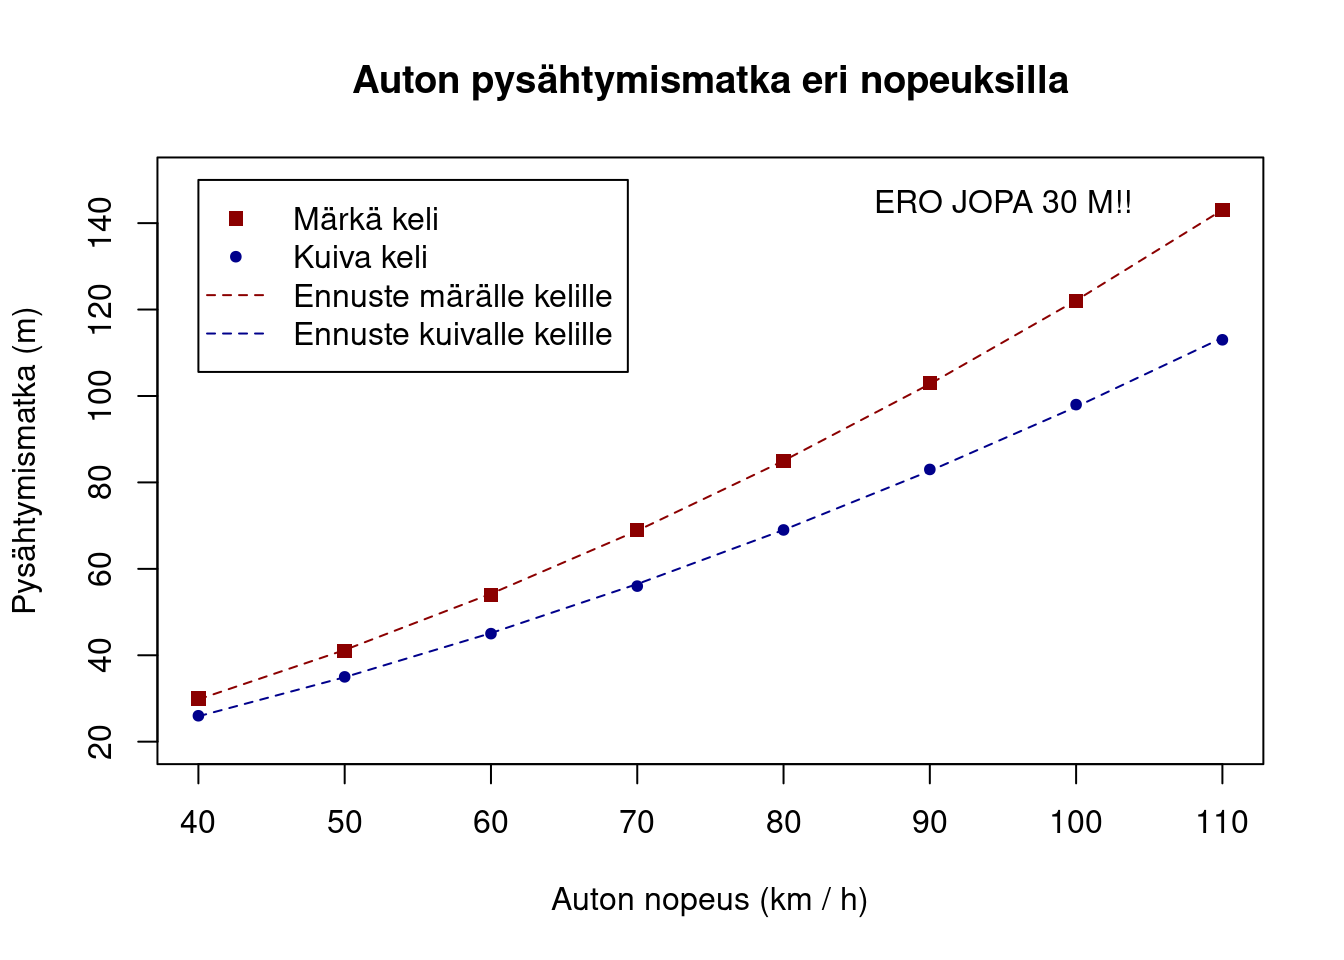 Auton pysähtymismatka eri nopeuksilla
Märkä keli
Kuiva keli
Ennuste märälle kelille
Ennuste kuivalle kelille
ERO JOPA 30 M!!
Pysähtymismatka (m)
140
120
100
80
60
40
20
40 50 60 70 80 90 100 110
Auton nopeus (km / h)